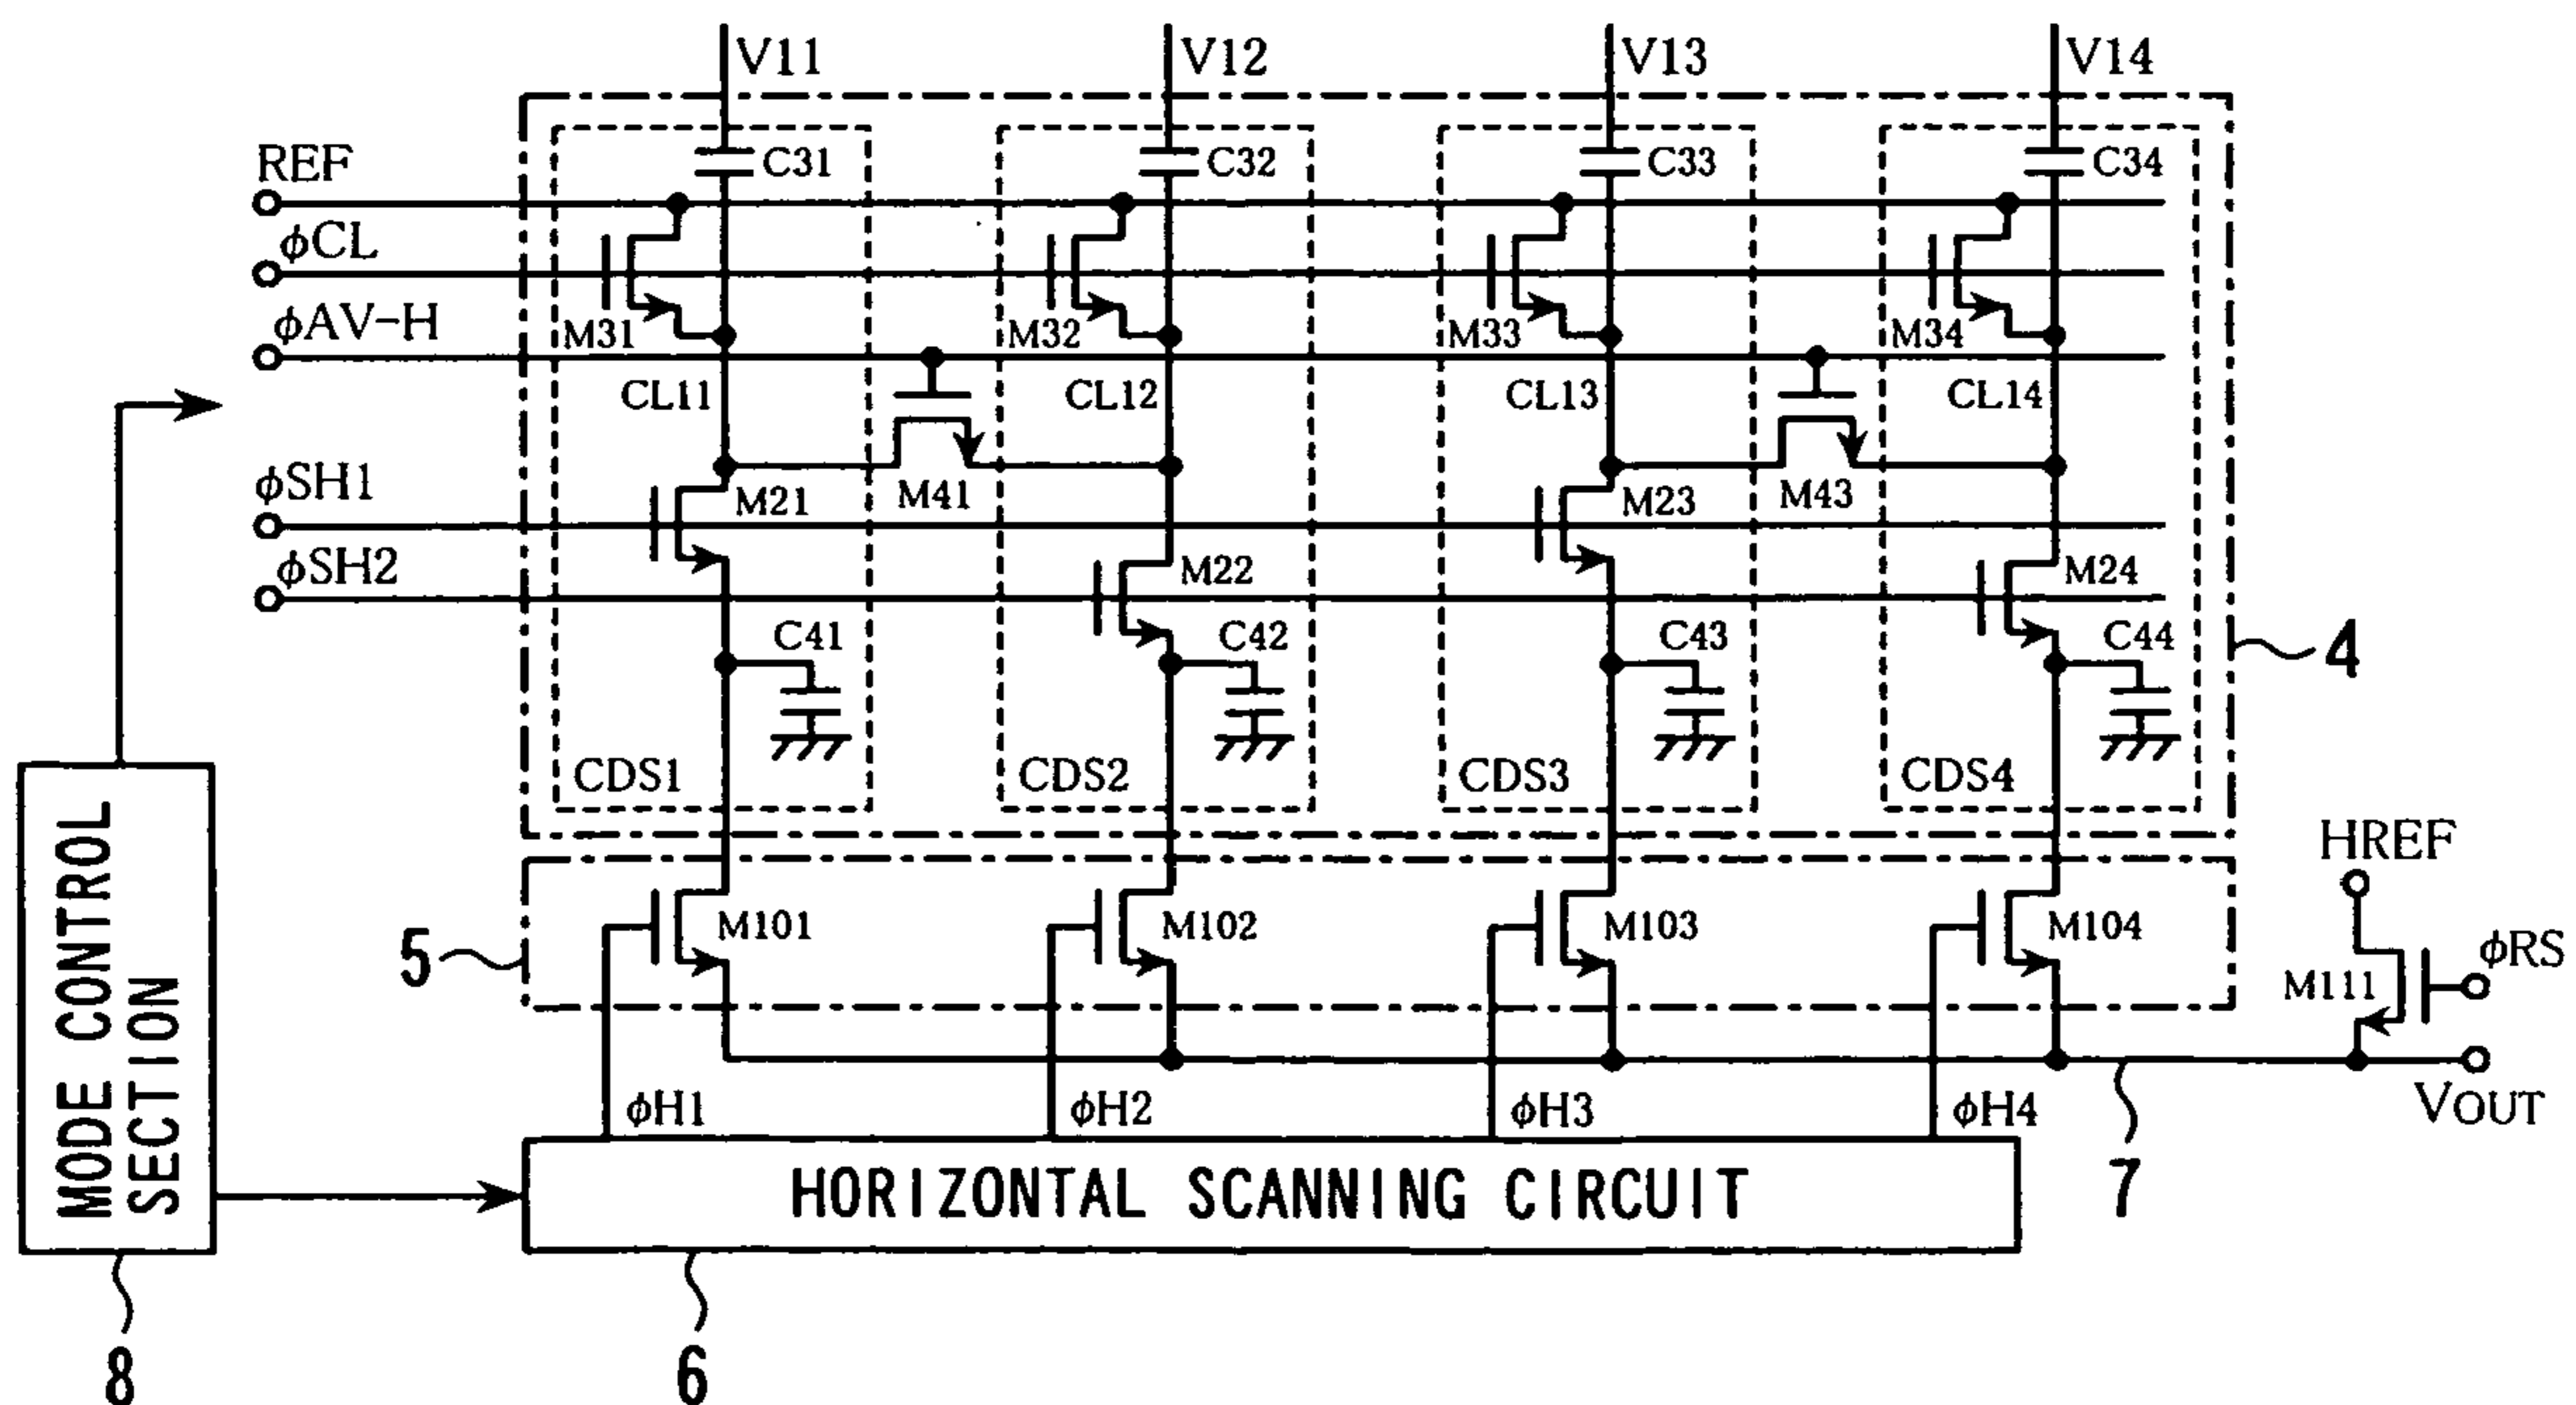 V11 V12 V13 V14
C31 C32 C33 C34
REF
φCL
φAV-H
M31 M32 M33 M34
CL11 CL12 CL13 CL14
φSH1
M21 M41 M23 M43
φSH2
M22 M24
C41 C42 C43 C44
4
CDS1 CDS2 CDS3 CDS4
HREF
M101 M102 M103 M104
φRS
5
M111
φH1 φH2 φH3 φH4
VOUT
MODE CONTROL
SECTION
HORIZONTAL SCANNING CIRCUIT
7
8
6